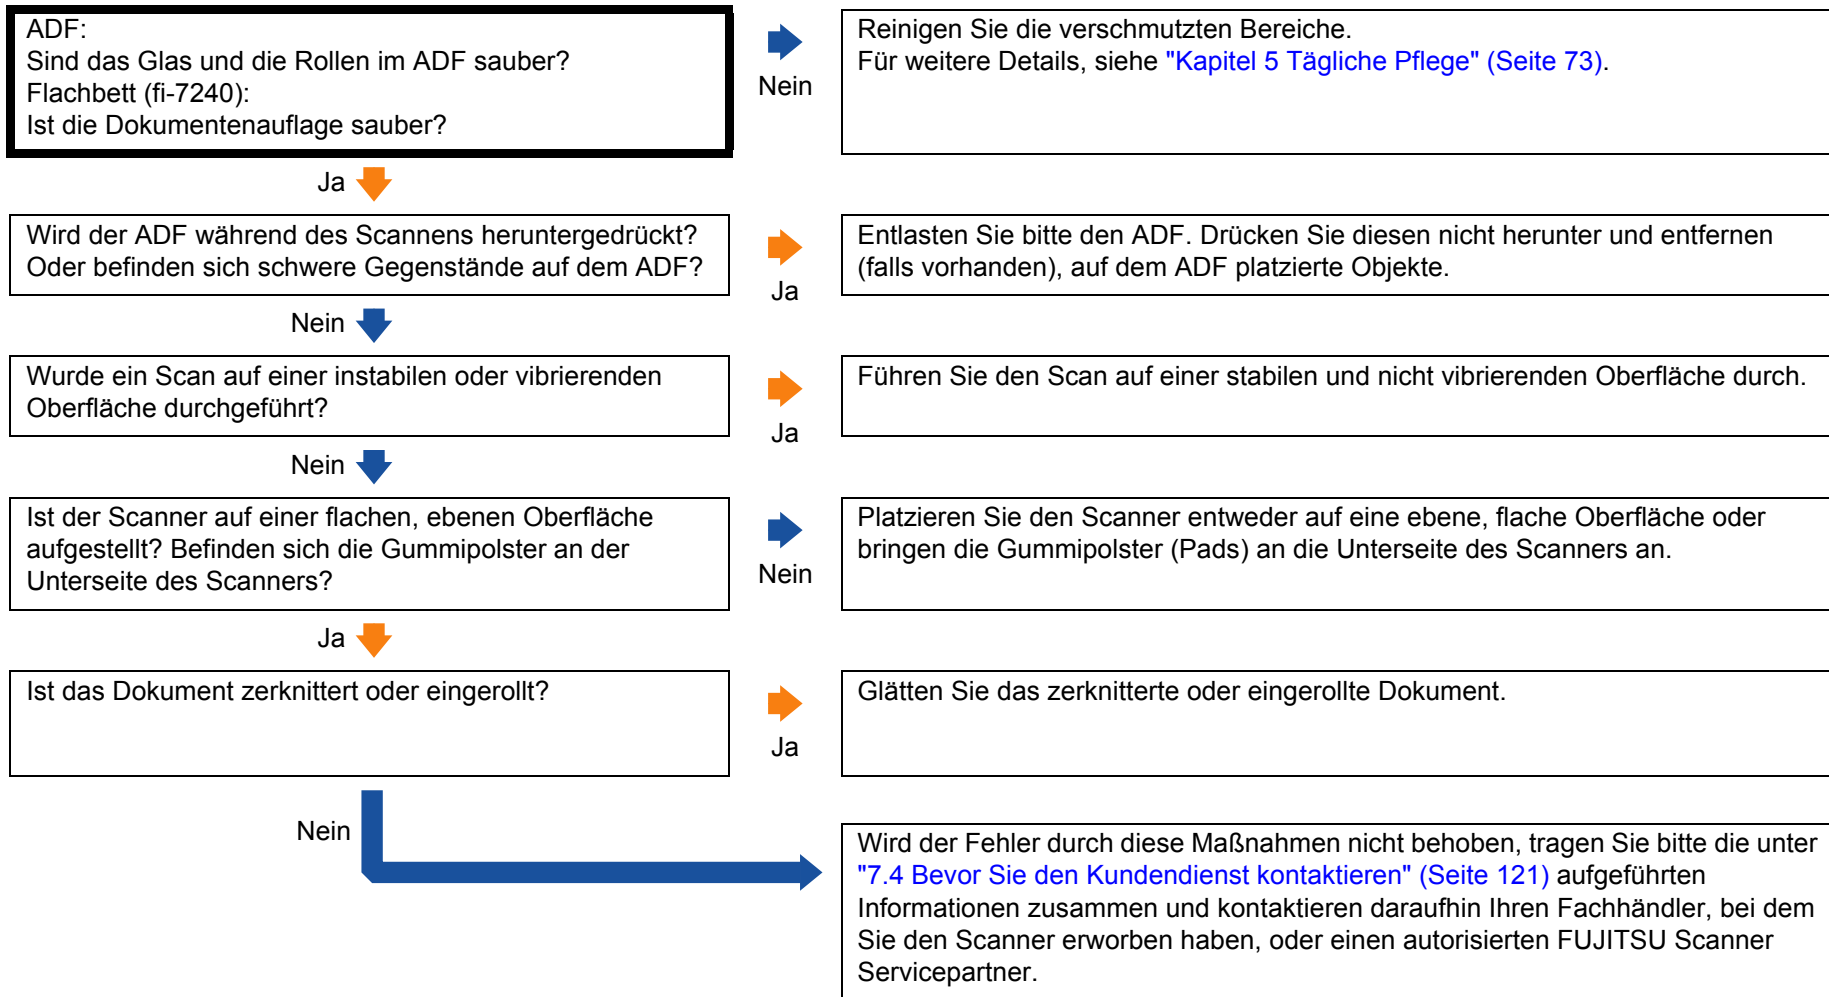 ADF:
Sind das Glas und die Rollen im ADF sauber?
Flachbett (fi-7240):
Ist die Dokumentenauflage sauber?
Nein
Reinigen Sie die verschmutzten Bereiche.
Für weitere Details, siehe "Kapitel 5 Tägliche Pflege" (Seite 73).
Ja
Wird der ADF während des Scannens heruntergedrückt?
Oder befinden sich schwere Gegenstände auf dem ADF?
Ja
Entlasten Sie bitte den ADF. Drücken Sie diesen nicht herunter und entfernen
(falls vorhanden), auf dem ADF platzierte Objekte.
Nein
Wurde ein Scan auf einer instabilen oder vibrierenden
Oberfläche durchgeführt?
Ja
Führen Sie den Scan auf einer stabilen und nicht vibrierenden Oberfläche durch.
Nein
Ist der Scanner auf einer flachen, ebenen Oberfläche
aufgestellt? Befinden sich die Gummipolster an der
Unterseite des Scanners?
Nein
Platzieren Sie den Scanner entweder auf eine ebene, flache Oberfläche oder
bringen die Gummipolster (Pads) an die Unterseite des Scanners an.
Ja
Ist das Dokument zerknittert oder eingerollt?
Ja
Glätten Sie das zerknitterte oder eingerollte Dokument.
Nein
Wird der Fehler durch diese Maßnahmen nicht behoben, tragen Sie bitte die unter
"7.4 Bevor Sie den Kundendienst kontaktieren" (Seite 121) aufgeführten
Informationen zusammen und kontaktieren daraufhin Ihren Fachhändler, bei dem
Sie den Scanner erworben haben, oder einen autorisierten FUJITSU Scanner
Servicepartner.